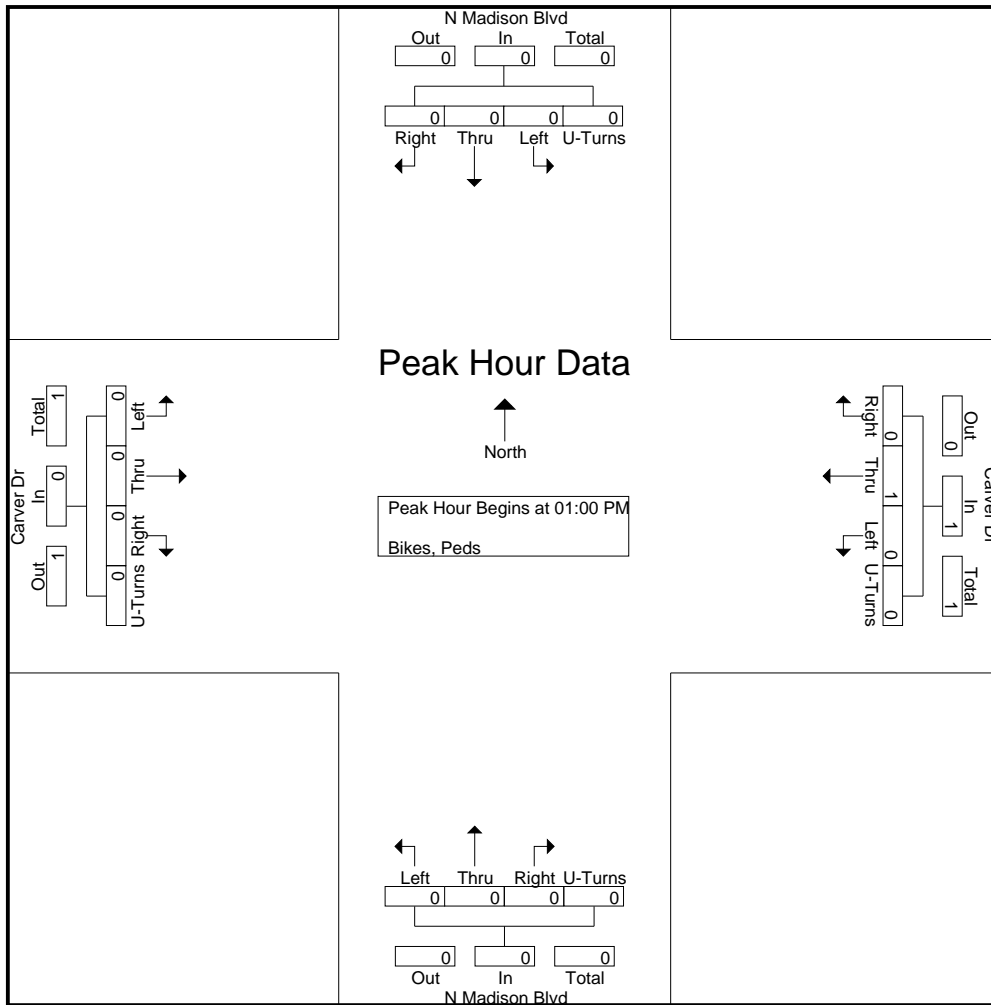 N Madison Blvd
Out In Total
0 0 0
0 0 0 0
Right Thru Left U-Turns
Peak Hour Data
North
Peak Hour Begins at 01:00 PM
Bikes, Peds
Carver Dr
Out In Total
1 0 1
0 0 0 0
U-Turns Right Thru Left
Carver Dr
Out In Total
0 1 1
0 1 0 0
Right Thru Left U-Turns
Left Thru Right U-Turns
0 0 0 0
0 0 0
Out In Total
N Madison Blvd